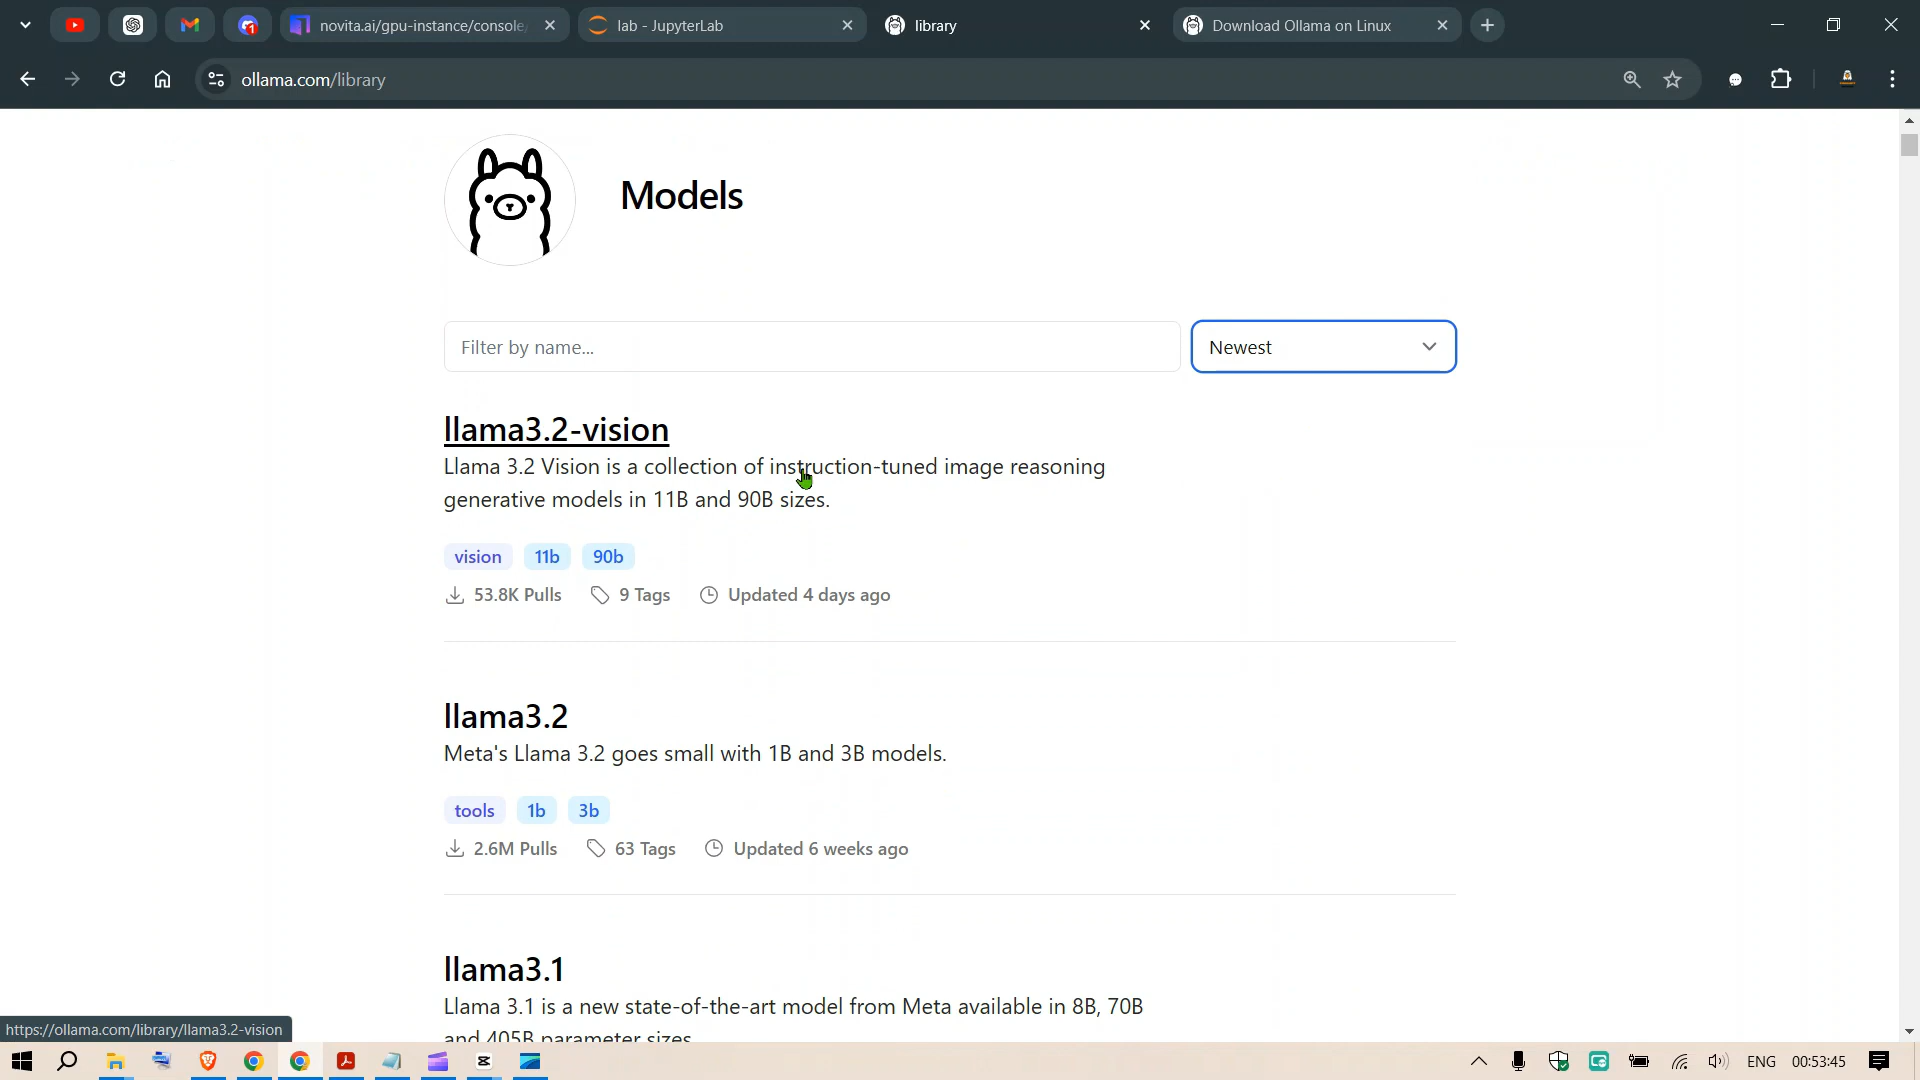 novita.ai/gpu-instance/console
lab - JupyterLab
library
Download Ollama on Linux
ollama.com/library
Models
Filter by name...
Newest
llama3.2-vision
Llama 3.2 Vision is a collection of instruction-tuned image reasoning
generative models in 11B and 90B sizes.
vision 11b 90b
53.8K Pulls 9 Tags Updated 4 days ago
llama3.2
Meta's Llama 3.2 goes small with 1B and 3B models.
tools 1b 3b
2.6M Pulls 63 Tags Updated 6 weeks ago
llama3.1
Llama 3.1 is a new state-of-the-art model from Meta available in 8B, 70B
and 405B parameter sizes
https://ollama.com/library/llama3.2-vision
ENG 00:53:45